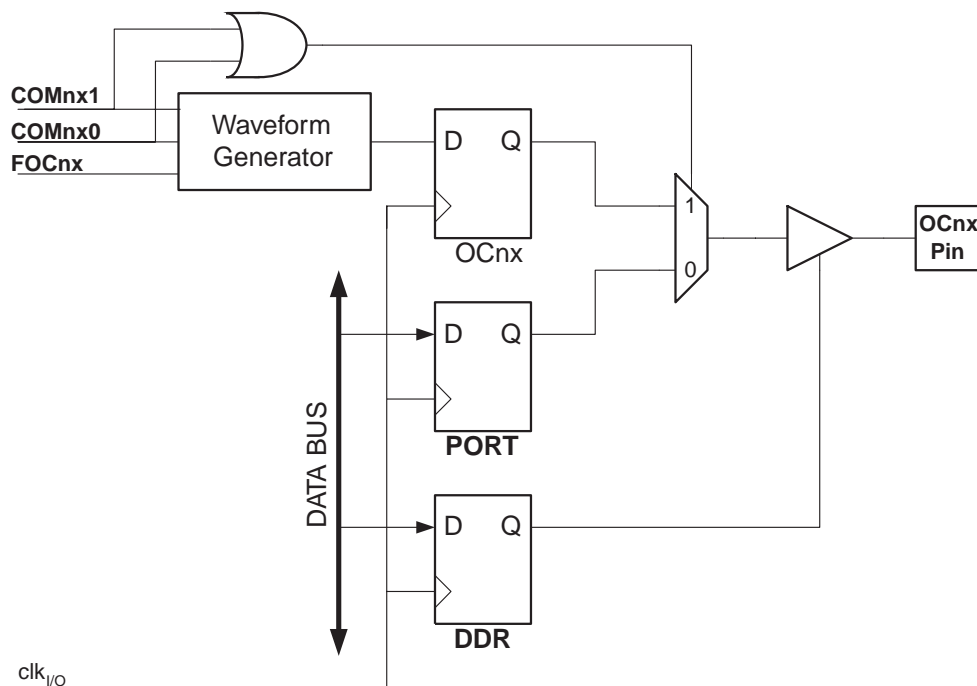 COMnx1
COMnx0
FOCnx
Waveform
Generator
D Q
OCnx
1
0
OCnx
Pin
D Q
PORT
DATA BUS
D Q
DDR
clkI/O